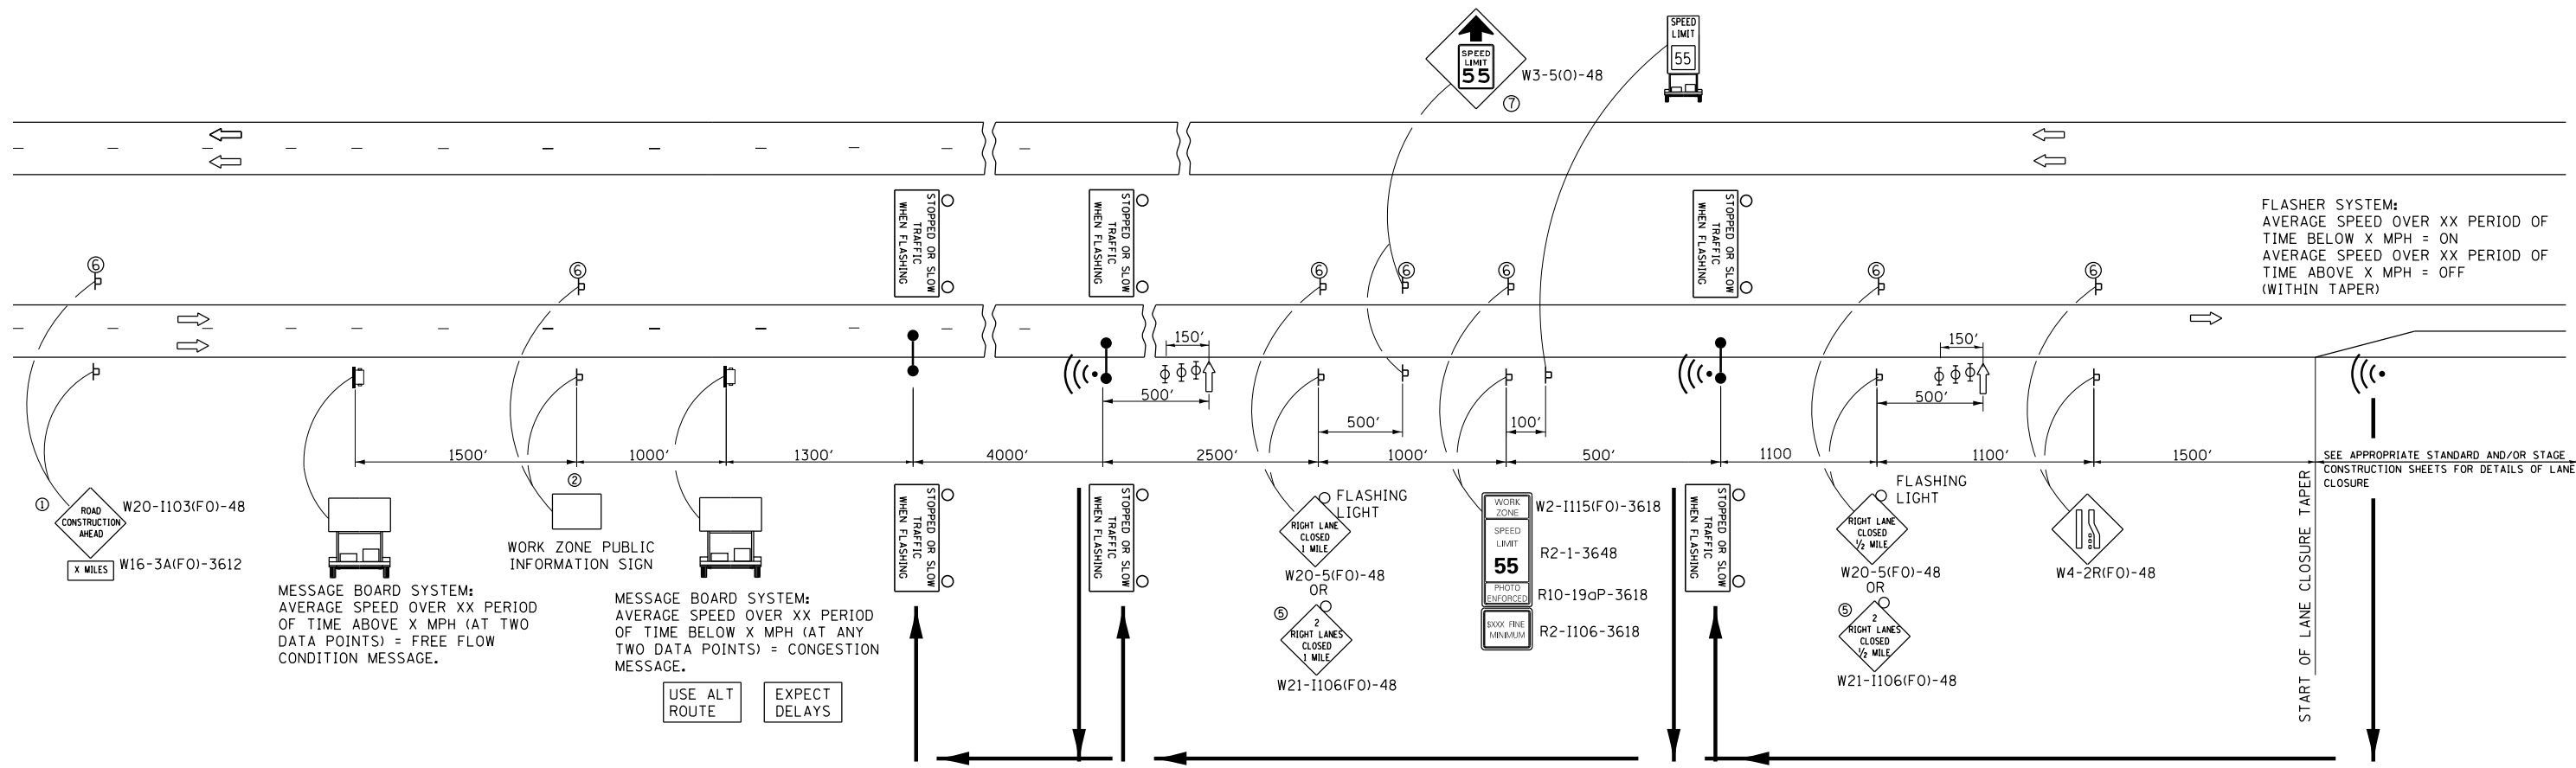 SPEED
LIMIT
55
W3-5(O)-48
⑦
SPEED
LIMIT
55
STOPPED OR SLOW
TRAFFIC
WHEN FLASHING
STOPPED OR SLOW
TRAFFIC
WHEN FLASHING
STOPPED OR SLOW
TRAFFIC
WHEN FLASHING
FLASHER SYSTEM:
AVERAGE SPEED OVER XX PERIOD OF
TIME BELOW X MPH = ON
AVERAGE SPEED OVER XX PERIOD OF
TIME ABOVE X MPH = OFF
(WITHIN TAPER)
⑥
⑥
⑥
⑥
⑥
⑥
⑥
150'
150'
500'
500'
500'
100'
1500'
1000'
1300'
4000'
2500'
1000'
500'
1100
1100'
1500'
SEE APPROPRIATE STANDARD AND/OR STAGE
CONSTRUCTION SHEETS FOR DETAILS OF LANE
CLOSURE
START OF LANE CLOSURE TAPER
①
ROAD
CONSTRUCTION
AHEAD
W20-I103(FO)-48
X MILES
W16-3A(FO)-3612
MESSAGE BOARD SYSTEM:
AVERAGE SPEED OVER XX PERIOD
OF TIME ABOVE X MPH (AT TWO
DATA POINTS) = FREE FLOW
CONDITION MESSAGE.
②
WORK ZONE PUBLIC
INFORMATION SIGN
MESSAGE BOARD SYSTEM:
AVERAGE SPEED OVER XX PERIOD
OF TIME BELOW X MPH (AT ANY
TWO DATA POINTS) = CONGESTION
MESSAGE.
USE ALT
ROUTE
EXPECT
DELAYS
STOPPED OR SLOW
TRAFFIC
WHEN FLASHING
STOPPED OR SLOW
TRAFFIC
WHEN FLASHING
FLASHING
LIGHT
RIGHT LANE
CLOSED
1 MILE
W20-5(FO)-48
OR
⑤
2
RIGHT LANES
CLOSED
1 MILE
W21-I106(FO)-48
WORK
ZONE
W2-I115(FO)-3618
SPEED
LIMIT
55
R2-1-3648
PHOTO
ENFORCED
R10-19aP-3618
$XXX FINE
MINIMUM
R2-I106-3618
STOPPED OR SLOW
TRAFFIC
WHEN FLASHING
FLASHING
LIGHT
RIGHT LANE
CLOSED
½ MILE
W20-5(FO)-48
OR
⑤
2
RIGHT LANES
CLOSED
½ MILE
W21-I106(FO)-48
W4-2R(FO)-48